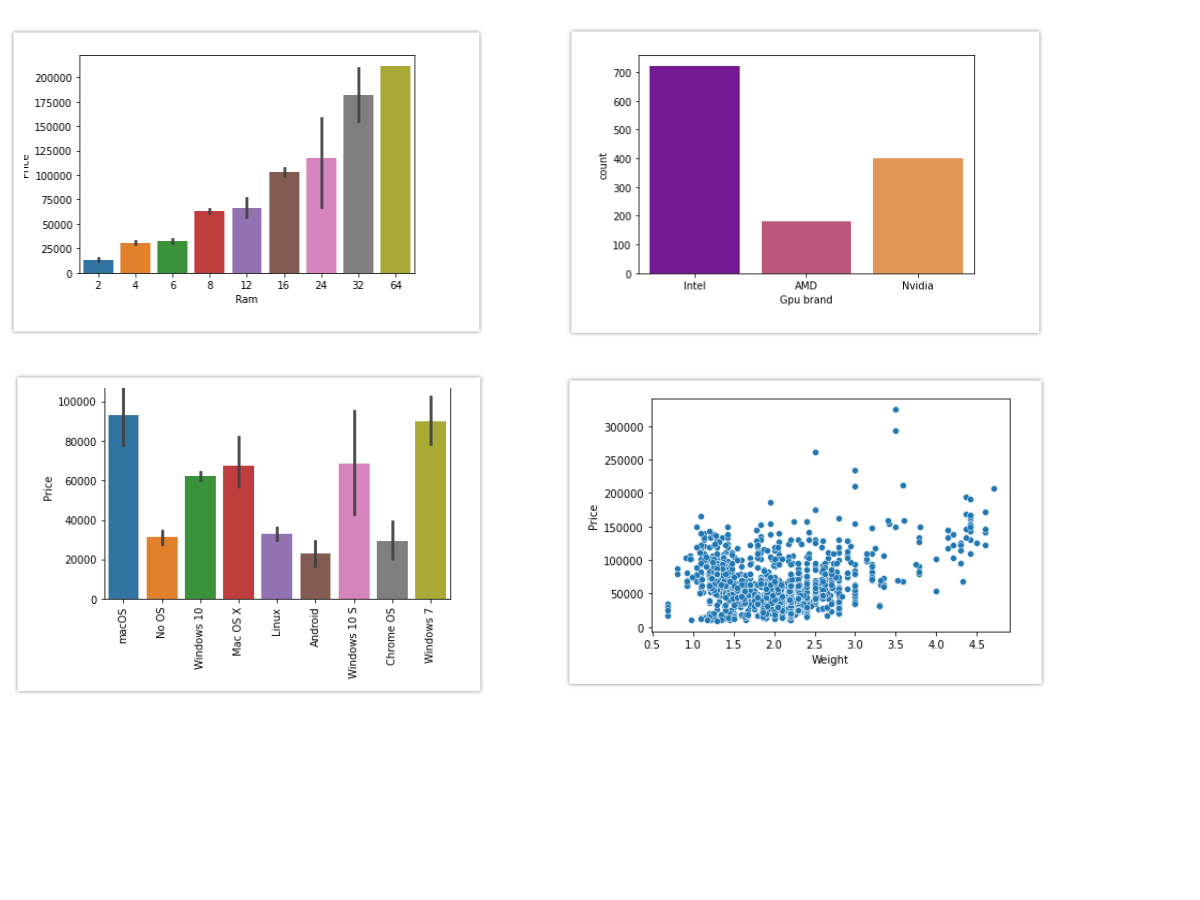 200000
175000
150000
125000
100000
75000
50000
25000
0
2 4 6 8 12 16 24 32 64
Ram
700
600
500
400
300
200
100
0
count
Intel AMD Nvidia
Gpu brand
100000
80000
60000
40000
20000
0
Price
macOS
No OS
Windows 10
Mac OS X
Linux
Android
Windows 10 S
Chrome OS
Windows 7
300000
250000
200000
150000
100000
50000
0
Price
0.5 1.0 1.5 2.0 2.5 3.0 3.5 4.0 4.5
Weight